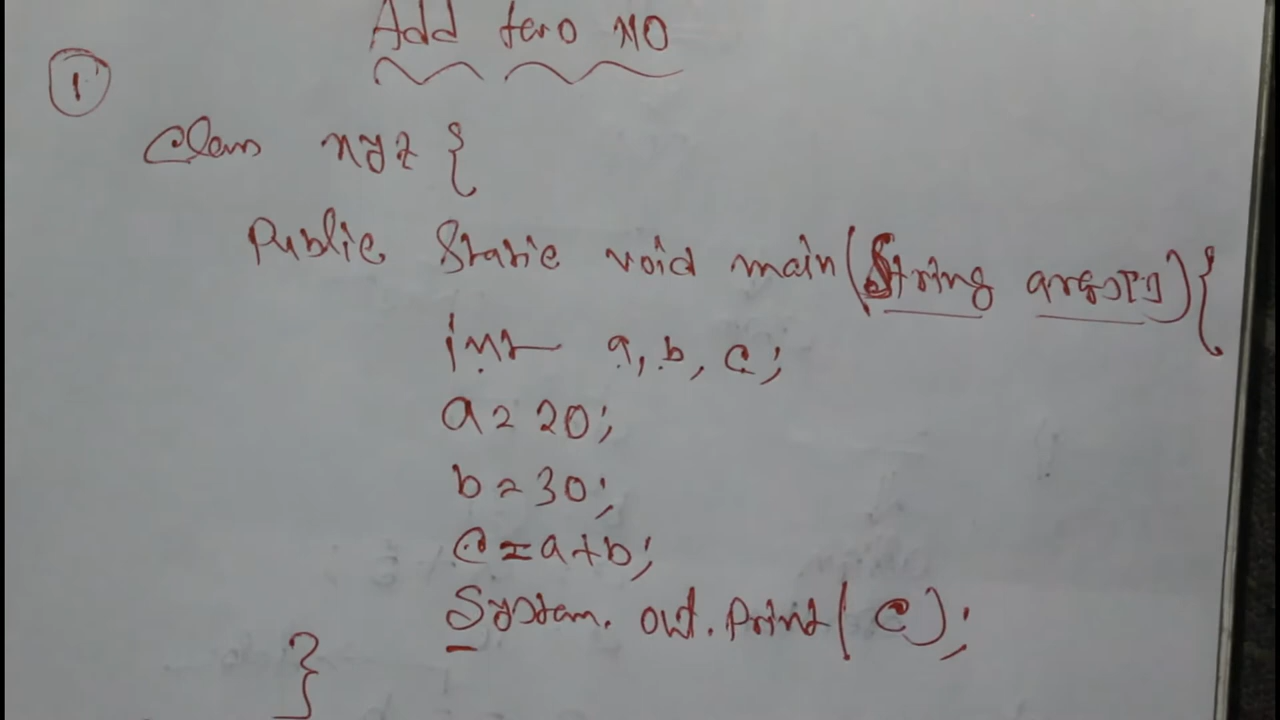 Add two NO
1
Class xyz {
Public Static void main(String args[]){
int a, b, c;
a = 20;
b = 30;
c = a+b;
System.out.Print(c);
}